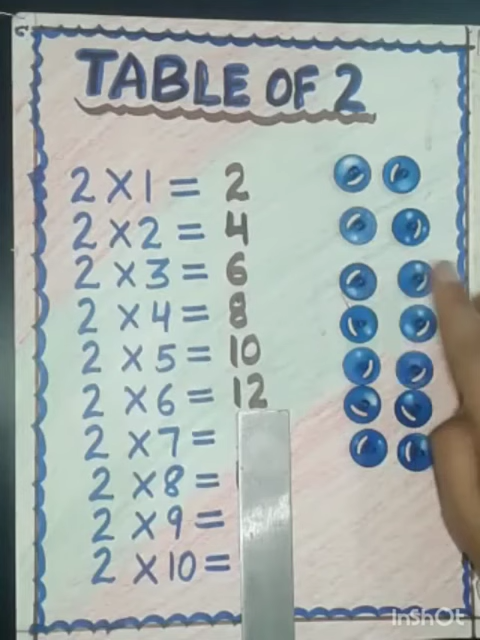 TABLE OF 2
2 X 1 = 2
2 X 2 = 4
2 X 3 = 6
2 X 4 = 8
2 X 5 = 10
2 X 6 = 12
2 X 7 =
2 X 8 =
2 X 9 =
2 X 10 =
InShOt